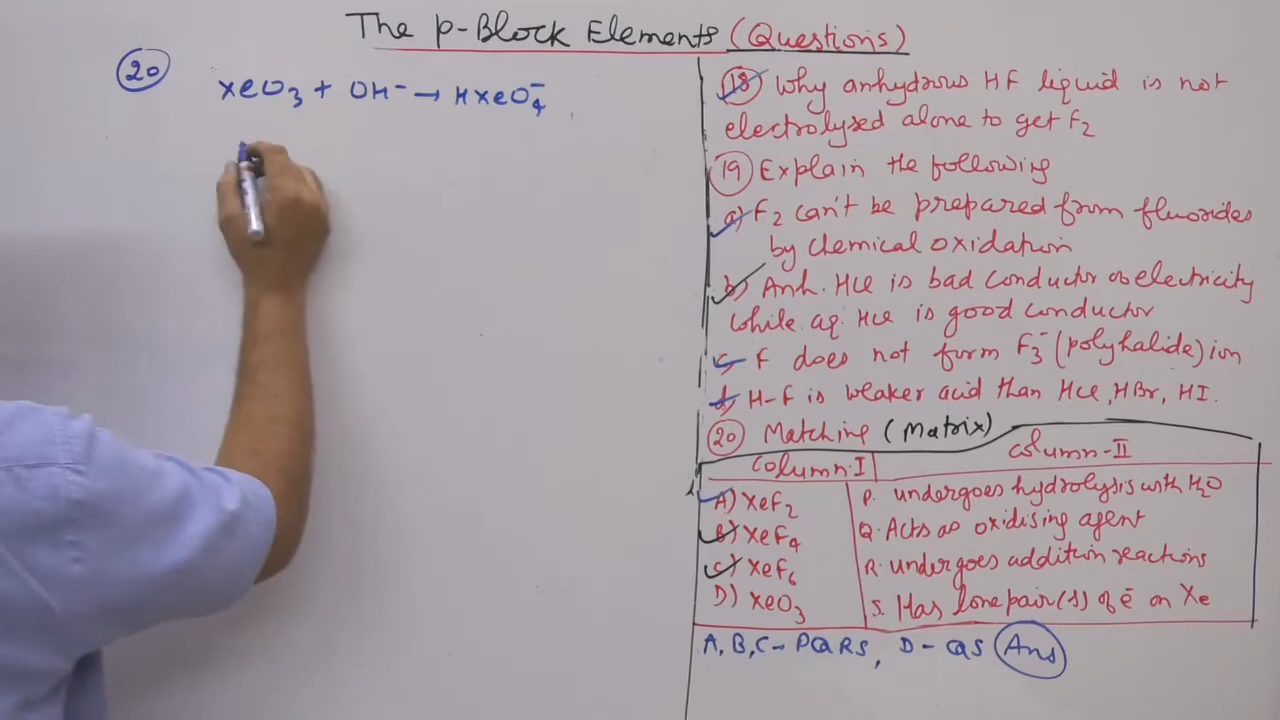 The p-Block Elements (Questions)
20
XeO₃ + OH⁻ → HXeO₄⁻
18 Why anhydrous HF liquid is not
electrolyzed alone to get F₂
19 Explain the following
a) F₂ can't be prepared from fluorides
by chemical oxidation
b) Anh. HCl is bad conductor of electricity
while aq. HCl is good conductor
c) F does not form F₃⁻ (polyhalide) ion
d) H-F is weaker acid than HCl, HBr, HI.
20 Matching (Matrix)
Column-I Column-II
A) XeF₂ P. undergoes hydrolysis with H₂O
B) XeF₄ Q. Acts as oxidising agent
C) XeF₆ R. undergoes addition reactions
D) XeO₃ S. Has lone pair(s) of e⁻ on Xe
A, B, C - PQRS, D - QS Ans